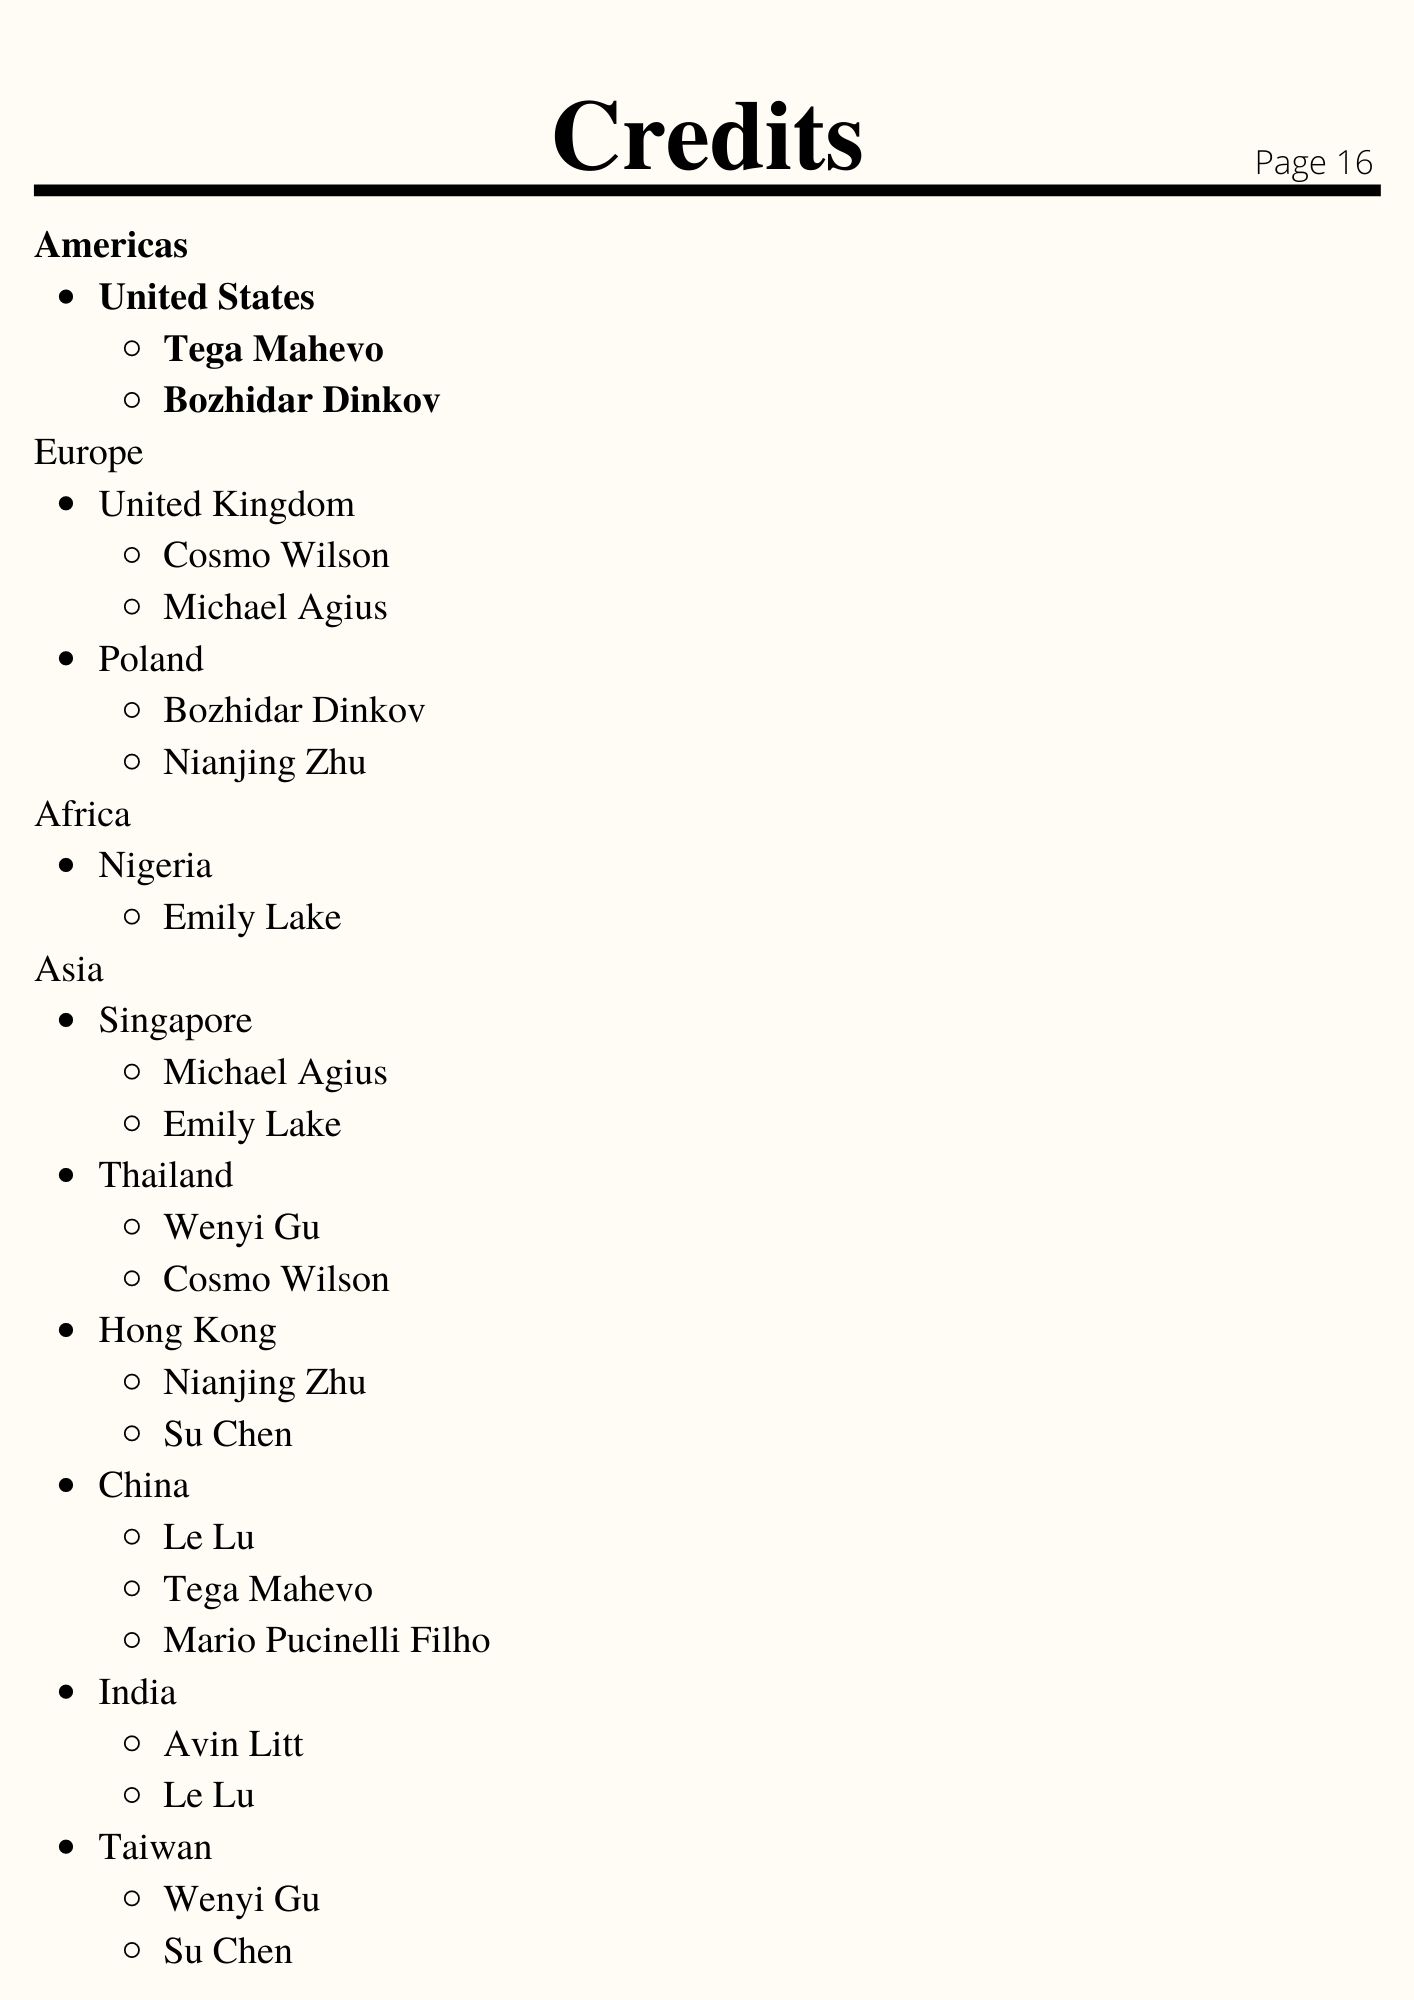 Credits
Page 16
Americas
• United States
○ Tega Mahevo
○ Bozhidar Dinkov
Europe
• United Kingdom
○ Cosmo Wilson
○ Michael Agius
• Poland
○ Bozhidar Dinkov
○ Nianjing Zhu
Africa
• Nigeria
○ Emily Lake
Asia
• Singapore
○ Michael Agius
○ Emily Lake
• Thailand
○ Wenyi Gu
○ Cosmo Wilson
• Hong Kong
○ Nianjing Zhu
○ Su Chen
• China
○ Le Lu
○ Tega Mahevo
○ Mario Pucinelli Filho
• India
○ Avin Litt
○ Le Lu
• Taiwan
○ Wenyi Gu
○ Su Chen